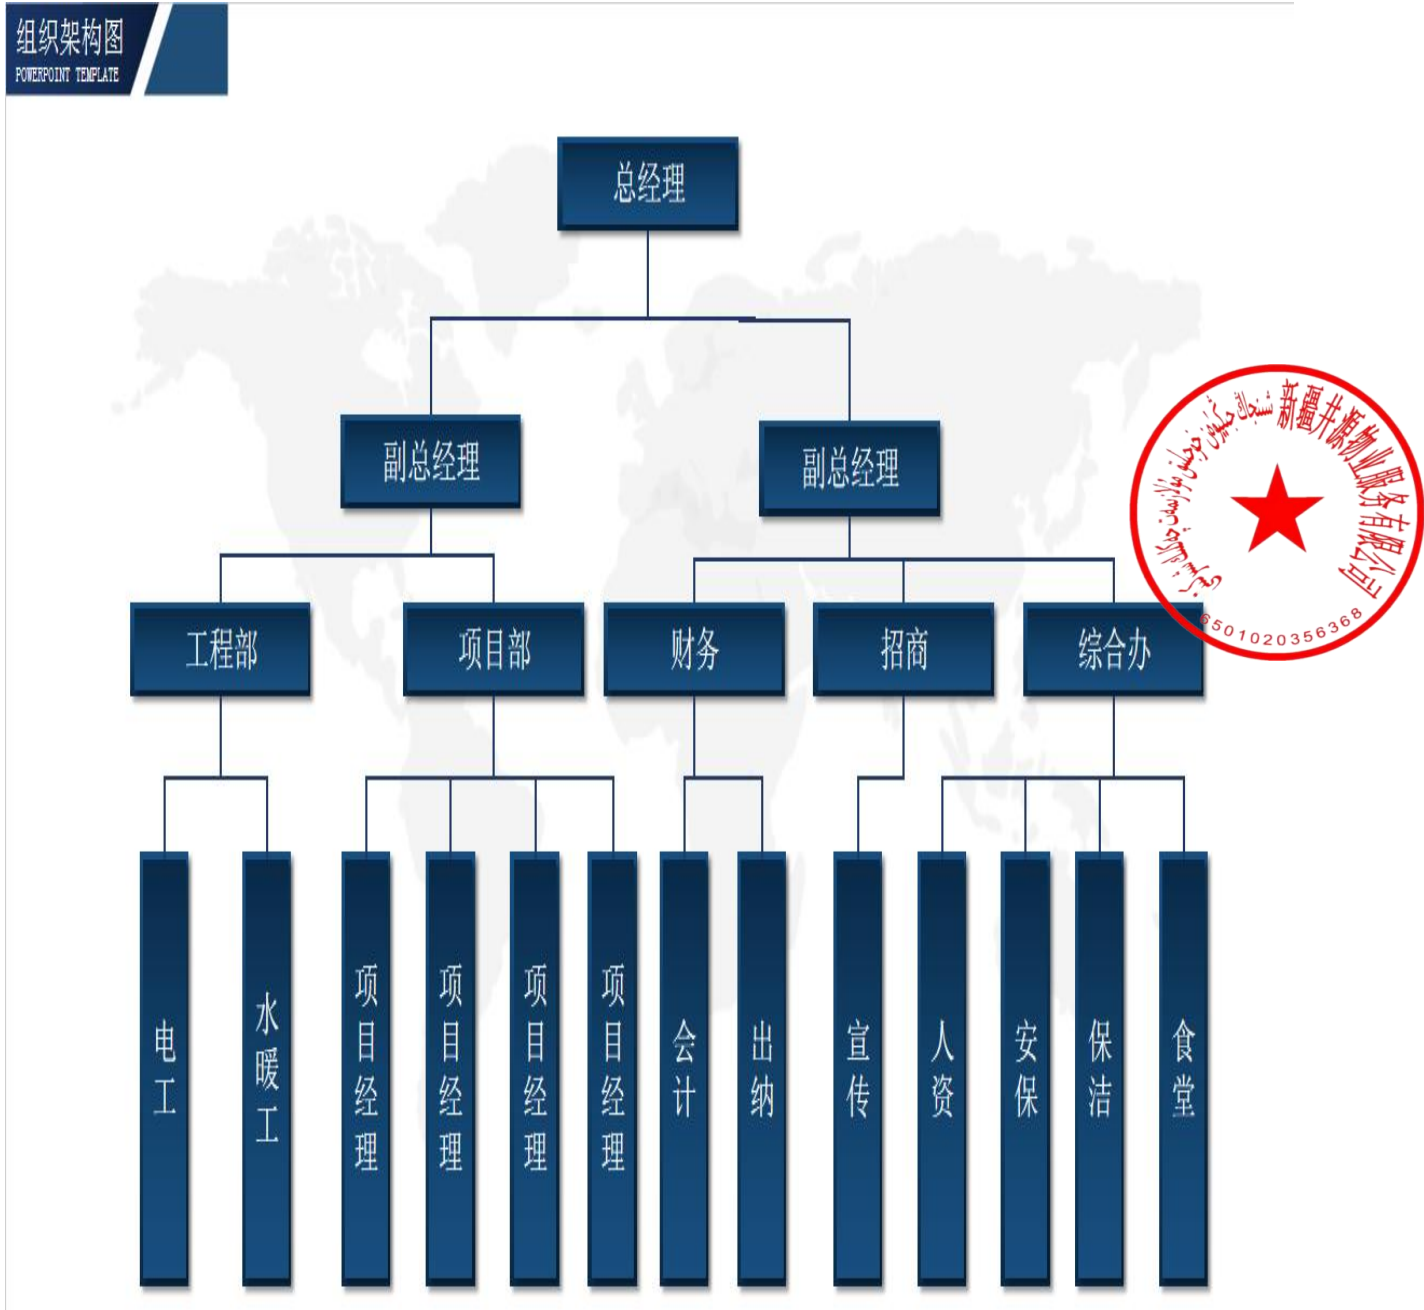 组织架构图
POWERPOINT TEMPLATE
总经理
副总经理
副总经理
新疆井源物业服务有限公司
6501020356368
工程部
项目部
财务
招商
综合办
电工
水暖工
项目经理
项目经理
项目经理
项目经理
会计
出纳
宣传
人资
安保
保洁
食堂